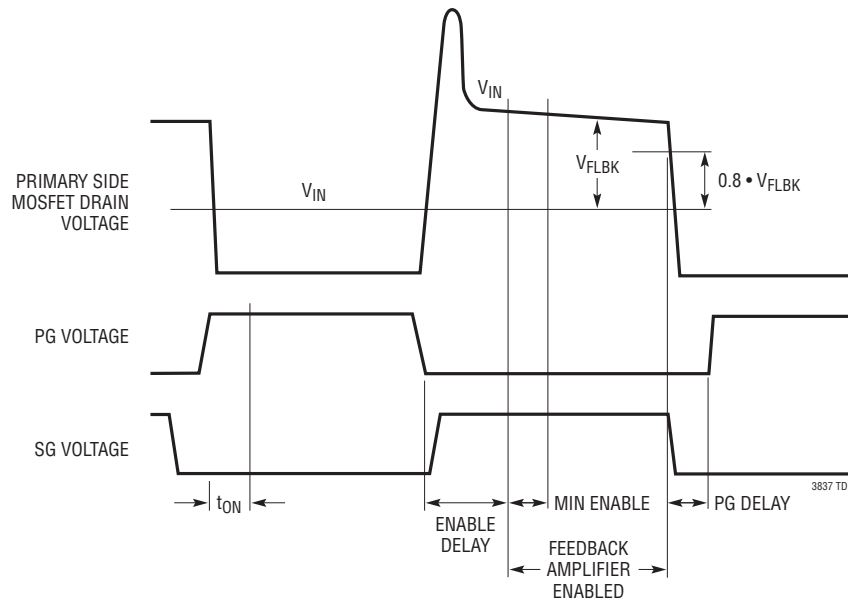 V_IN
V_FLBK
0.8 • V_FLBK
PRIMARY SIDE
MOSFET DRAIN
VOLTAGE
V_IN
PG VOLTAGE
SG VOLTAGE
3837 TD
t_ON
ENABLE
DELAY
MIN ENABLE
PG DELAY
FEEDBACK
AMPLIFIER
ENABLED